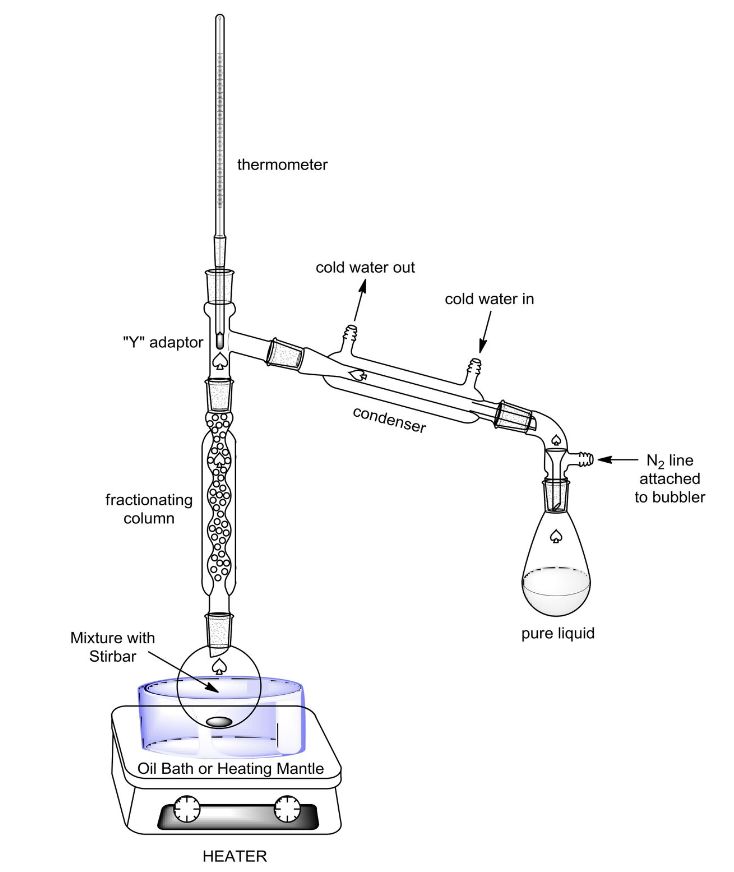 thermometer
cold water out
cold water in
"Y" adaptor
condenser
N2 line
attached
to bubbler
fractionating
column
pure liquid
Mixture with
Stirbar
Oil Bath or Heating Mantle
HEATER